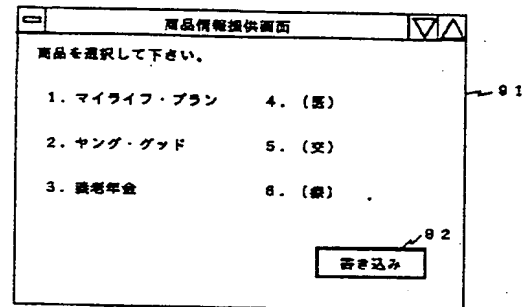 商品情報提供画面
商品を選択して下さい。
1. マイライフ・プラン 4. (医)
2. ヤング・グッド 5. (交)
3. 養老年金 6. (療)
書き込み
91
92